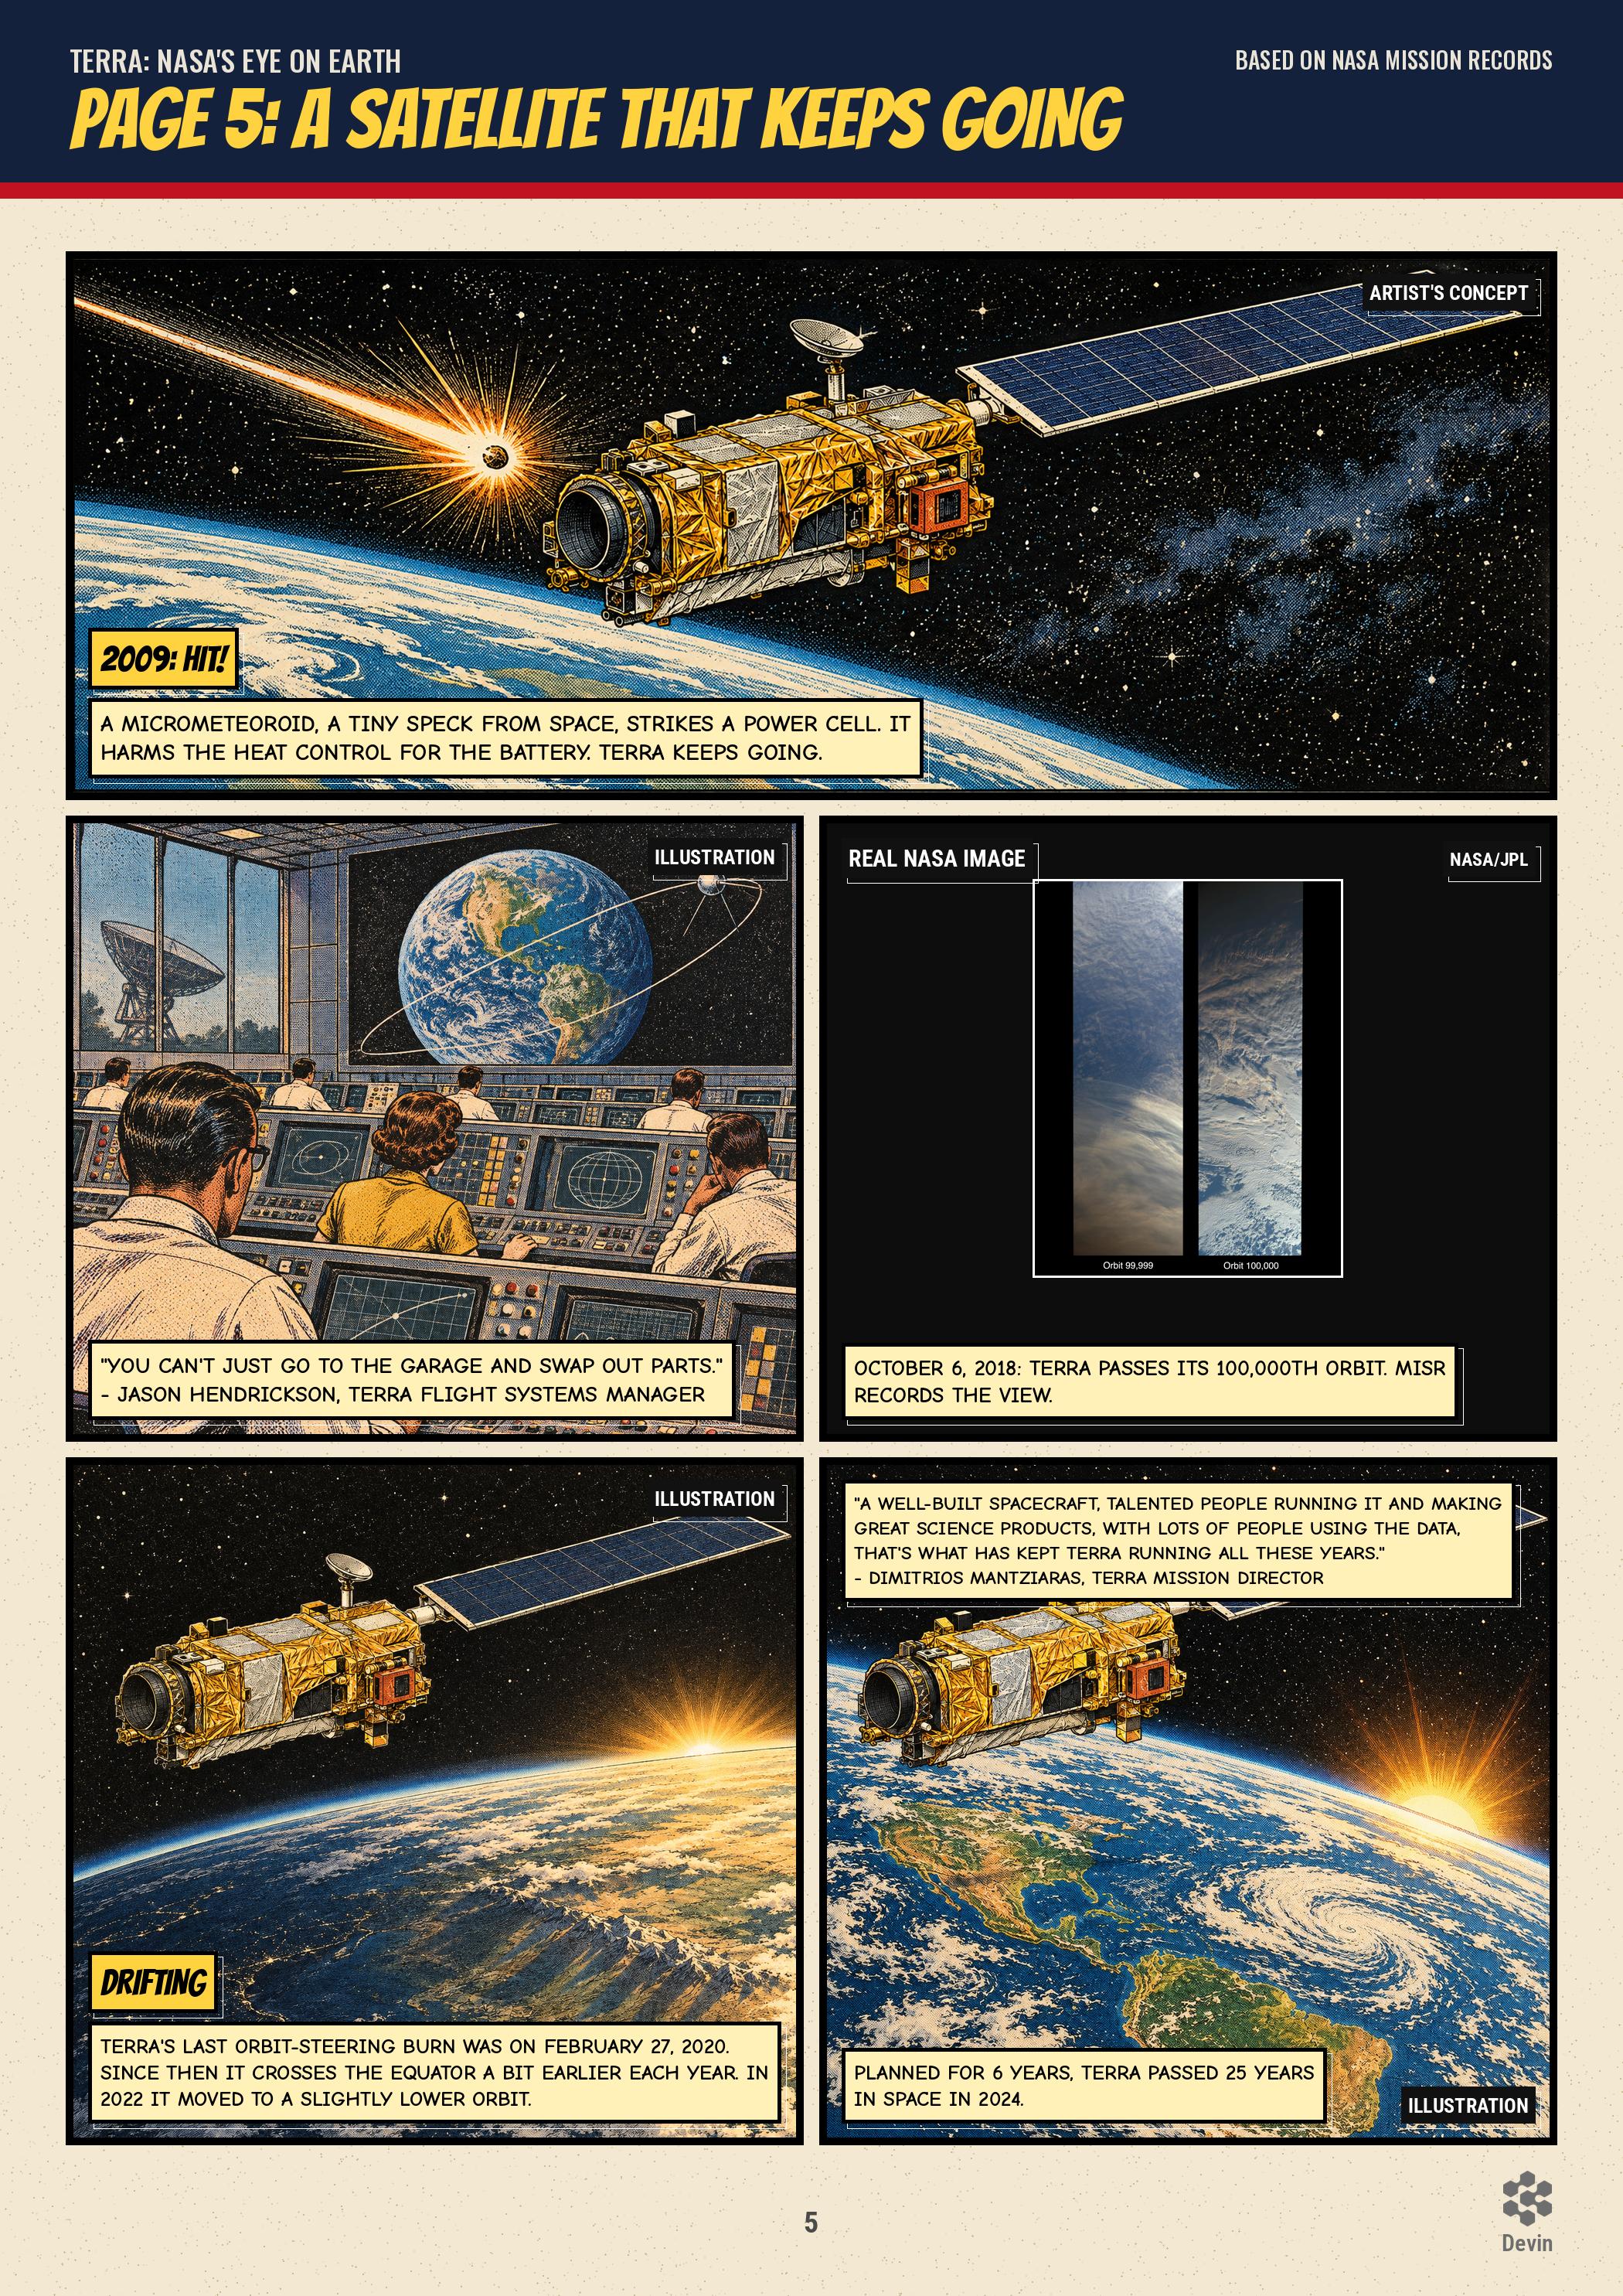 TERRA: NASA'S EYE ON EARTH
BASED ON NASA MISSION RECORDS
PAGE 5: A SATELLITE THAT KEEPS GOING
ARTIST'S CONCEPT
2009: HIT!
A MICROMETEOROID, A TINY SPECK FROM SPACE, STRIKES A POWER CELL. IT
HARMS THE HEAT CONTROL FOR THE BATTERY. TERRA KEEPS GOING.
ILLUSTRATION
"YOU CAN'T JUST GO TO THE GARAGE AND SWAP OUT PARTS."
- JASON HENDRICKSON, TERRA FLIGHT SYSTEMS MANAGER
REAL NASA IMAGE
NASA/JPL
Orbit 99,999
Orbit 100,000
OCTOBER 6, 2018: TERRA PASSES ITS 100,000TH ORBIT. MISR
RECORDS THE VIEW.
ILLUSTRATION
DRIFTING
TERRA'S LAST ORBIT-STEERING BURN WAS ON FEBRUARY 27, 2020.
SINCE THEN IT CROSSES THE EQUATOR A BIT EARLIER EACH YEAR. IN
2022 IT MOVED TO A SLIGHTLY LOWER ORBIT.
"A WELL-BUILT SPACECRAFT, TALENTED PEOPLE RUNNING IT AND MAKING
GREAT SCIENCE PRODUCTS, WITH LOTS OF PEOPLE USING THE DATA,
THAT'S WHAT HAS KEPT TERRA RUNNING ALL THESE YEARS."
- DIMITRIOS MANTZIARAS, TERRA MISSION DIRECTOR
PLANNED FOR 6 YEARS, TERRA PASSED 25 YEARS
IN SPACE IN 2024.
ILLUSTRATION
5
Devin